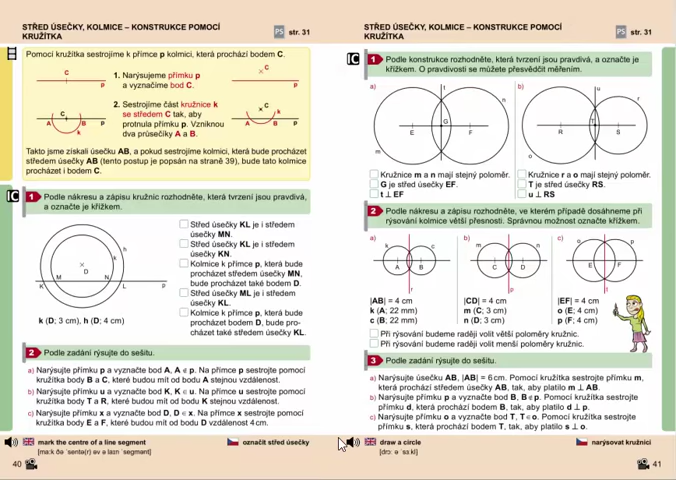 STŘED ÚSEČKY, KOLMICE – KONSTRUKCE POMOCÍ
KRUŽÍTKA
PS str. 31
Pomocí kružítka sestrojíme k přímce p kolmici, která prochází bodem C.
C
p
1. Narýsujeme přímku p
a vyznačíme bod C.
C
p
C
A B p
k
2. Sestrojíme část kružnice k
se středem C tak, aby
protnula přímku p. Vzniknou
dva průsečíky A a B.
C
k
A B p
Takto jsme získali úsečku AB, a pokud sestrojíme kolmici, která bude procházet
středem úsečky AB (tento postup je popsán na straně 39), bude tato kolmice
procházet i bodem C.
1 Podle nákresu a zápisu kružnic rozhodněte, která tvrzení jsou pravdivá,
a označte je křížkem.
h
k
D
M N
K L p
k (D; 3 cm), h (D; 4 cm)
Střed úsečky KL je i středem
úsečky MN.
Střed úsečky KL je i středem
úsečky KN.
Kolmice k přímce p, která bude
procházet středem úsečky MN,
bude procházet také bodem D.
Střed úsečky ML je i středem
úsečky KL.
Kolmice k přímce p, která bude
procházet bodem D, bude pro-
cházet také středem úsečky KL.
2 Podle zadání rýsujte do sešitu.
a) Narýsujte přímku p a vyznačte bod A, A ∉ p. Na přímce p sestrojte pomocí
kružítka body B a C, které budou mít od bodu A stejnou vzdálenost.
b) Narýsujte přímku u a vyznačte bod K, K ∈ u. Na přímce u sestrojte pomocí
kružítka body T a R, které budou mít od bodu K stejnou vzdálenost.
c) Narýsujte přímku x a vyznačte bod D, D ∈ x. Na přímce x sestrojte pomocí
kružítka body E a F, které budou mít od bodu D vzdálenost 4 cm.
mark the centre of a line segment
označit střed úsečky
40
STŘED ÚSEČKY, KOLMICE – KONSTRUKCE POMOCÍ
KRUŽÍTKA
PS str. 31
1 Podle konstrukce rozhodněte, která tvrzení jsou pravdivá, a označte je
křížkem. O pravdivosti se můžete přesvědčit měřením.
a)
t
n
G
E F
m
b)
u
r
T
R S
o
Kružnice m a n mají stejný poloměr.
G je střed úsečky EF.
t ⊥ EF
Kružnice r a o mají stejný poloměr.
T je střed úsečky RS.
u ⊥ RS
2 Podle nákresu a zápisu rozhodněte, ve kterém případě dosáhneme při
rýsování kolmice větší přesnosti. Správnou možnost označte křížkem.
a)
k c
A B
r
b)
m n
C D
p
c)
o p
E F
t
|AB| = 4 cm
k (A; 22 mm)
c (B; 22 mm)
|CD| = 4 cm
m (C; 3 cm)
n (D; 3 cm)
|EF| = 4 cm
o (E; 4 cm)
p (F; 4 cm)
Při rýsování budeme raději volit větší poloměry kružnic.
Při rýsování budeme raději volit menší poloměry kružnic.
3 Podle zadání rýsujte do sešitu.
a) Narýsujte úsečku AB, |AB| = 6 cm. Pomocí kružítka sestrojte přímku m,
která prochází středem úsečky AB, tak, aby platilo m ⊥ AB.
b) Narýsujte přímku p a vyznačte bod B, B ∉ p. Pomocí kružítka sestrojte
přímku d, která prochází bodem B, tak, aby platilo d ⊥ p.
c) Narýsujte přímku o a vyznačte bod T, T ∈ o. Pomocí kružítka sestrojte
přímku s, která prochází bodem T, tak, aby platilo s ⊥ o.
draw a circle
narýsovat kružnici
41